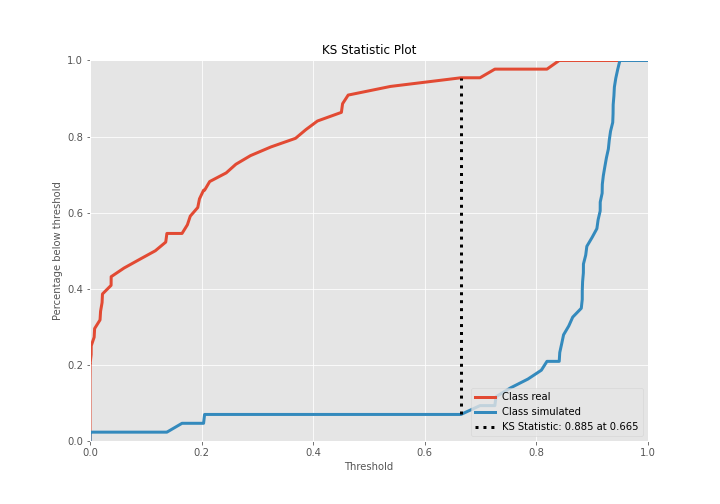 KS Statistic Plot
Percentage below threshold
1.0
0.8
0.6
0.4
0.2
0.0
0.0 0.2 0.4 0.6 0.8 1.0
Threshold
Class real
Class simulated
KS Statistic: 0.885 at 0.665